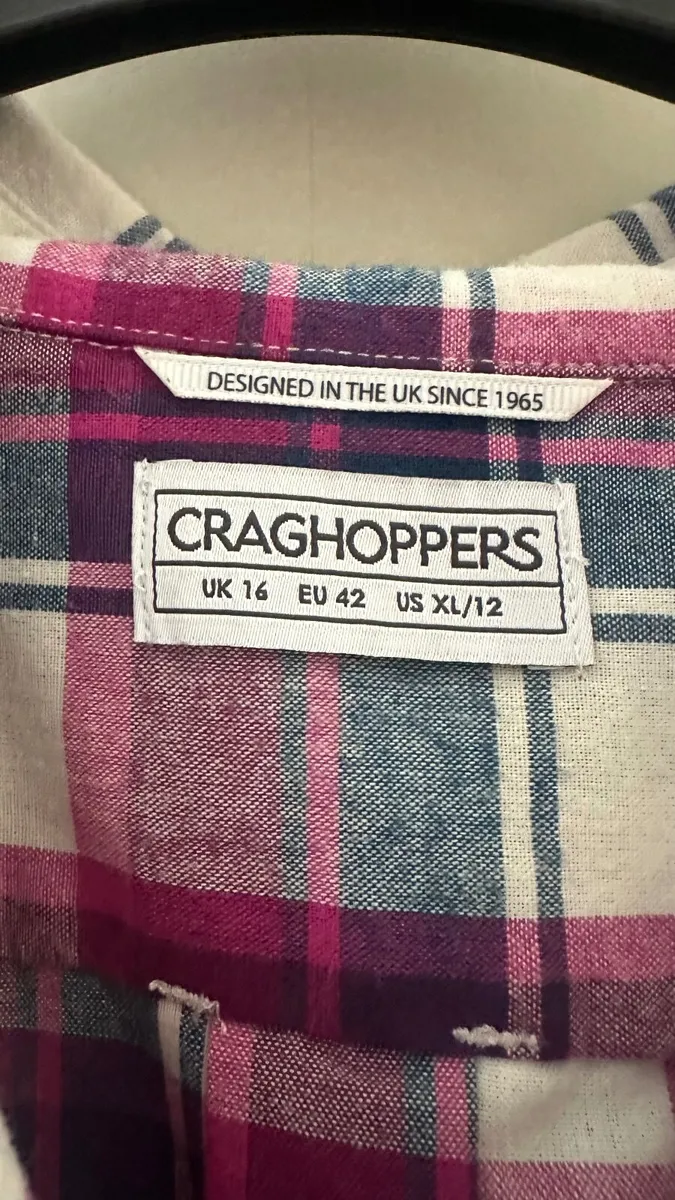 DESIGNED IN THE UK SINCE 1965
CRAGHOPPERS
UK 16 EU 42 US XL/12